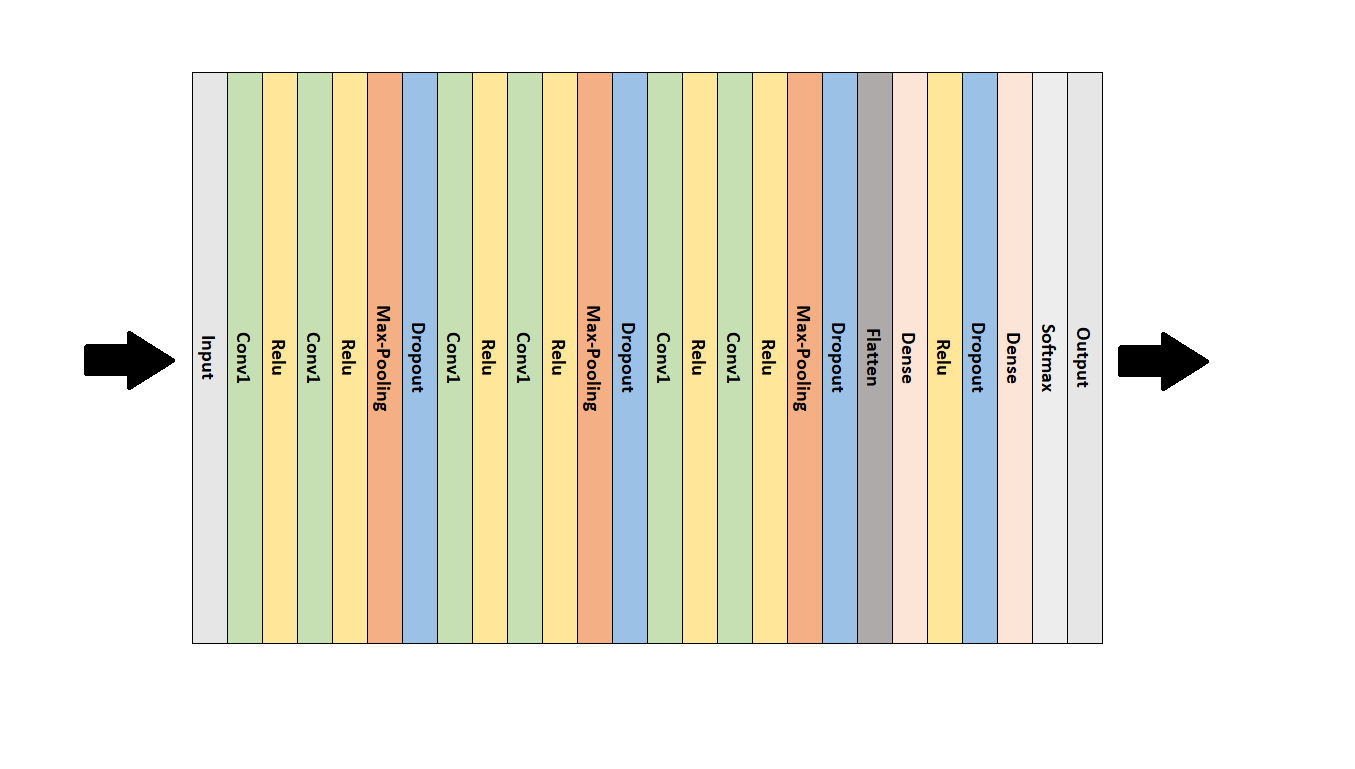 Input
Conv1
Relu
Conv1
Relu
Max-Pooling
Dropout
Conv1
Relu
Conv1
Relu
Max-Pooling
Dropout
Conv1
Relu
Conv1
Relu
Max-Pooling
Dropout
Flatten
Dense
Relu
Dropout
Dense
Softmax
Output